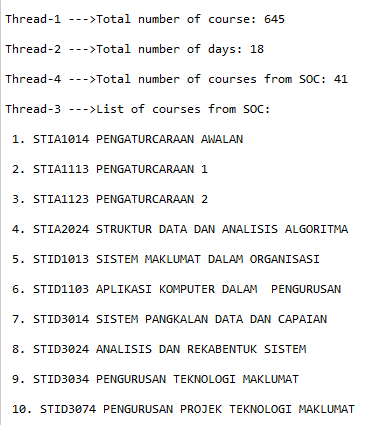 Thread-1 --->Total number of course: 645
Thread-2 --->Total number of days: 18
Thread-4 --->Total number of courses from SOC: 41
Thread-3 --->List of courses from SOC:
1. STIA1014 PENGATURCARAAN AWALAN
2. STIA1113 PENGATURCARAAN 1
3. STIA1123 PENGATURCARAAN 2
4. STIA2024 STRUKTUR DATA DAN ANALISIS ALGORITMA
5. STID1013 SISTEM MAKLUMAT DALAM ORGANISASI
6. STID1103 APLIKASI KOMPUTER DALAM  PENGURUSAN
7. STID3014 SISTEM PANGKALAN DATA DAN CAPAIAN
8. STID3024 ANALISIS DAN REKABENTUK SISTEM
9. STID3034 PENGURUSAN TEKNOLOGI MAKLUMAT
10. STID3074 PENGURUSAN PROJEK TEKNOLOGI MAKLUMAT